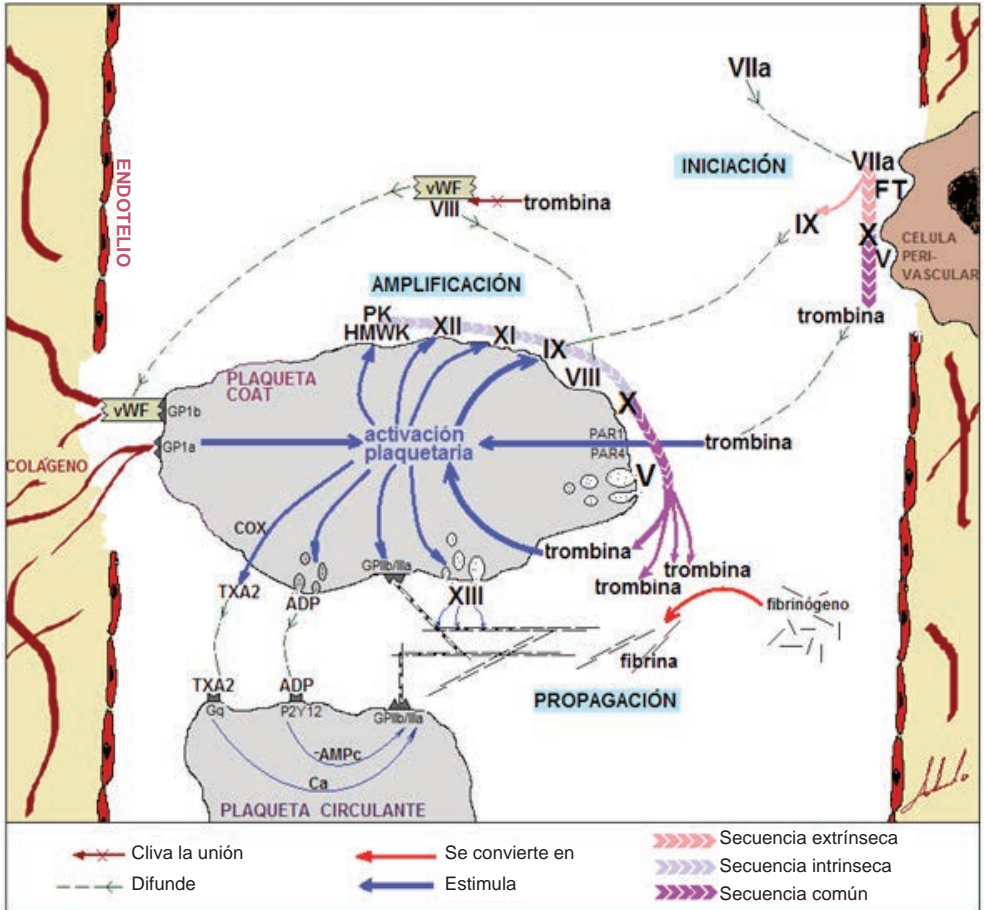 VIIa
ENDOTELIO
INICIACIÓN
VIIa
FT
vWF
VIII
trombina
IX
X
V
CELULA
PERI-
VASCULAR
AMPLIFICACIÓN
trombina
PK
HMWK
XII
XI
IX
VIII
PLAQUETA
COAT
X
vWF
GP1b
activación
plaquetaria
PAR1
PAR4
trombina
GP1a
COLÁGENO
V
COX
trombina
trombina
trombina
TXA2
ADP
GPIIb/IIIa
XIII
fibrinógeno
fibrina
TXA2
ADP
Gq
P2Y12
GPIIb/IIIa
PROPAGACIÓN
-AMPc
Ca
PLAQUETA CIRCULANTE
Cliva la unión
Se convierte en
Secuencia extrínseca
Difunde
Estimula
Secuencia intrinseca
Secuencia común